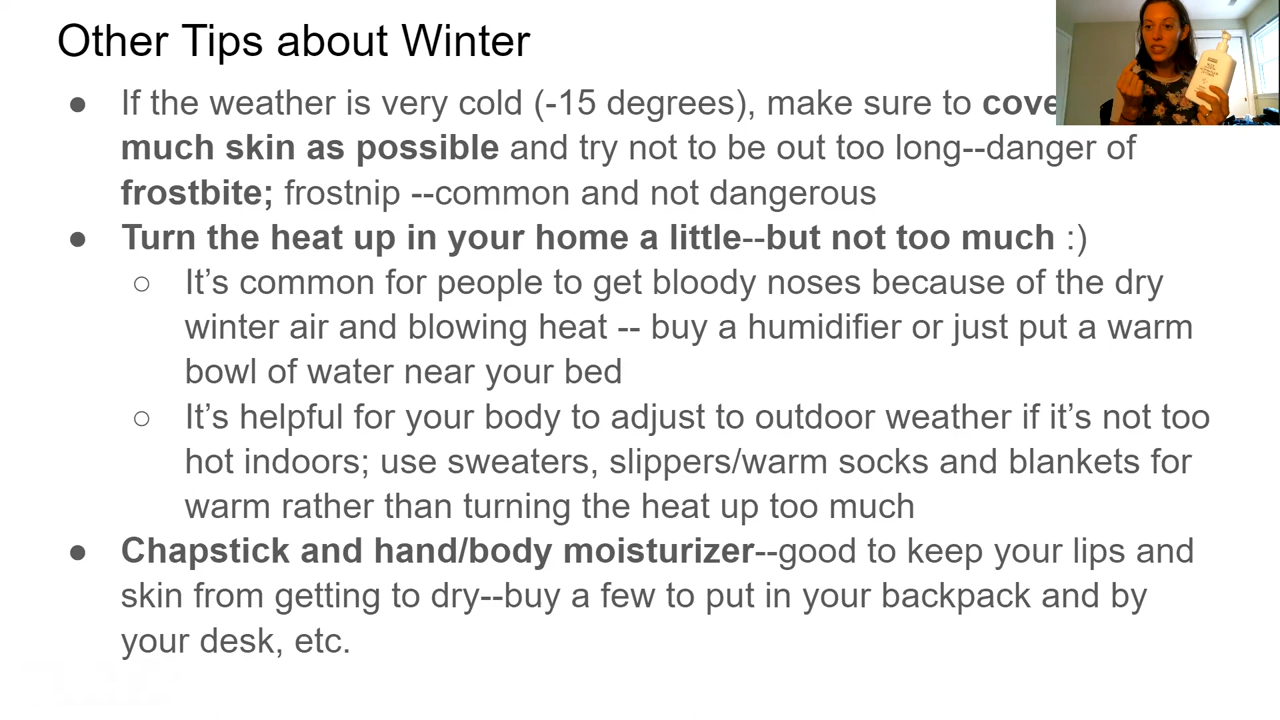 Other Tips about Winter
● If the weather is very cold (-15 degrees), make sure to
much skin as possible and try not to be out too long--danger of
frostbite; frostnip --common and not dangerous
● Turn the heat up in your home a little--but not too much :)
○ It’s common for people to get bloody noses because of the dry
winter air and blowing heat -- buy a humidifier or just put a warm
bowl of water near your bed
○ It’s helpful for your body to adjust to outdoor weather if it’s not too
hot indoors; use sweaters, slippers/warm socks and blankets for
warm rather than turning the heat up too much
● Chapstick and hand/body moisturizer--good to keep your lips and
skin from getting to dry--buy a few to put in your backpack and by
your desk, etc.